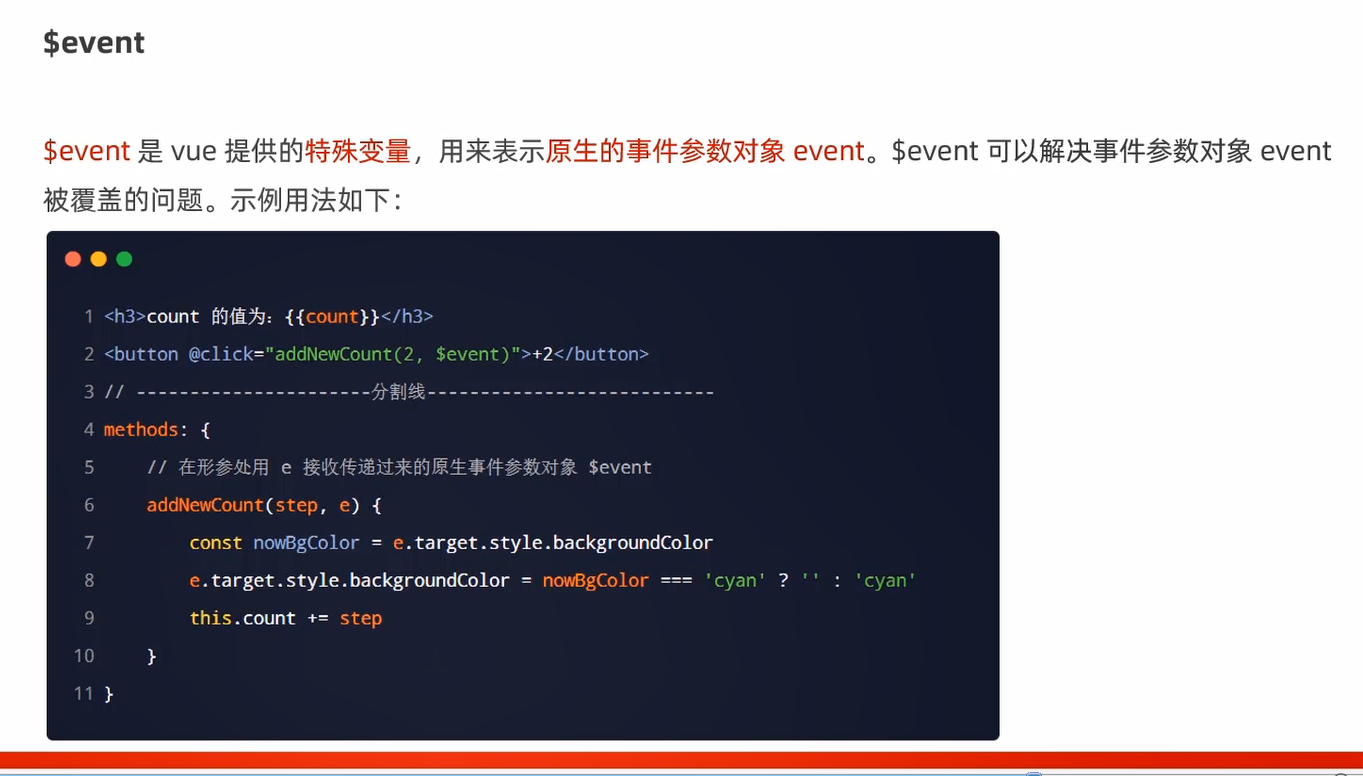 $event
$event 是 vue 提供的特殊变量，用来表示原生的事件参数对象 event。$event 可以解决事件参数对象 event
被覆盖的问题。示例用法如下：
1 <h3>count 的值为：{{count}}</h3>
2 <button @click="addNewCount(2, $event)">+2</button>
3 // ----------------------分割线---------------------------
4 methods: {
5     // 在形参处用 e 接收传递过来的原生事件参数对象 $event
6     addNewCount(step, e) {
7         const nowBgColor = e.target.style.backgroundColor
8         e.target.style.backgroundColor = nowBgColor === 'cyan' ? '' : 'cyan'
9         this.count += step
10     }
11 }